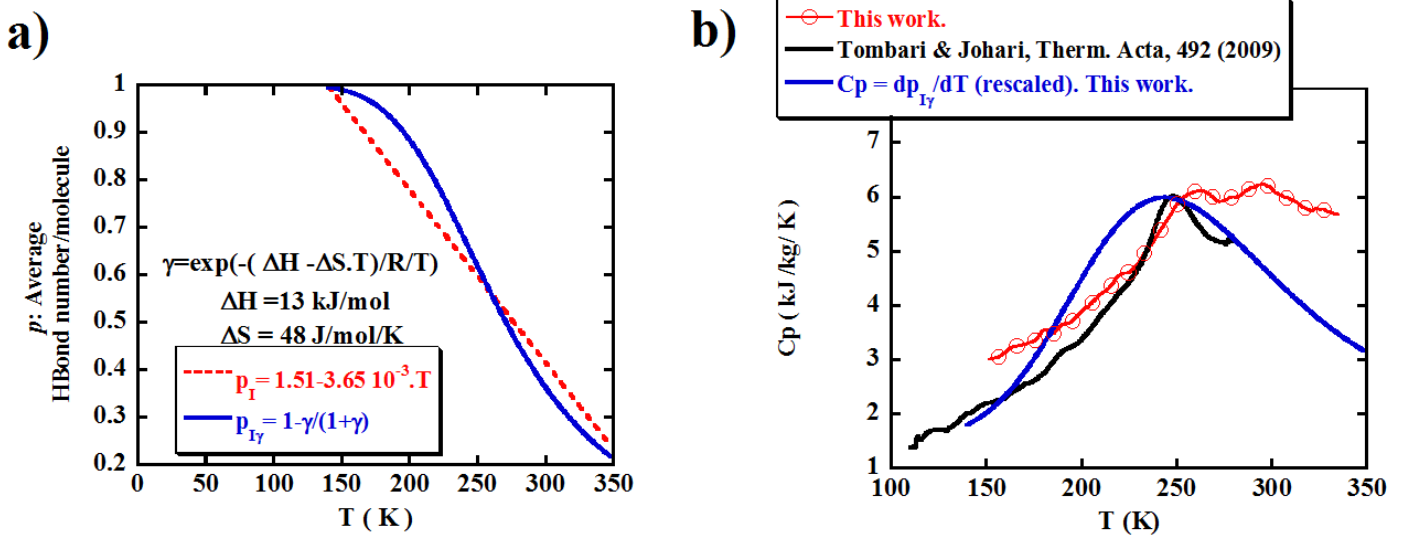 a)
1
0.9
0.8
0.7
0.6
0.5
0.4
0.3
0.2
0 50 100 150 200 250 300 350
T ( K )
p: Average
HBond number/molecule
γ=exp(-( ΔH -ΔS.T)/R/T)
ΔH =13 kJ/mol
ΔS = 48 J/mol/K
p_I= 1.51-3.65 10^-3.T
p_Iγ= 1-γ/(1+γ)
b)
This work.
Tombari & Johari, Therm. Acta, 492 (2009)
Cp = dp_Iγ/dT (rescaled). This work.
7
6
5
4
3
2
1
100 150 200 250 300 350
T (K)
Cp ( kJ /kg/ K )